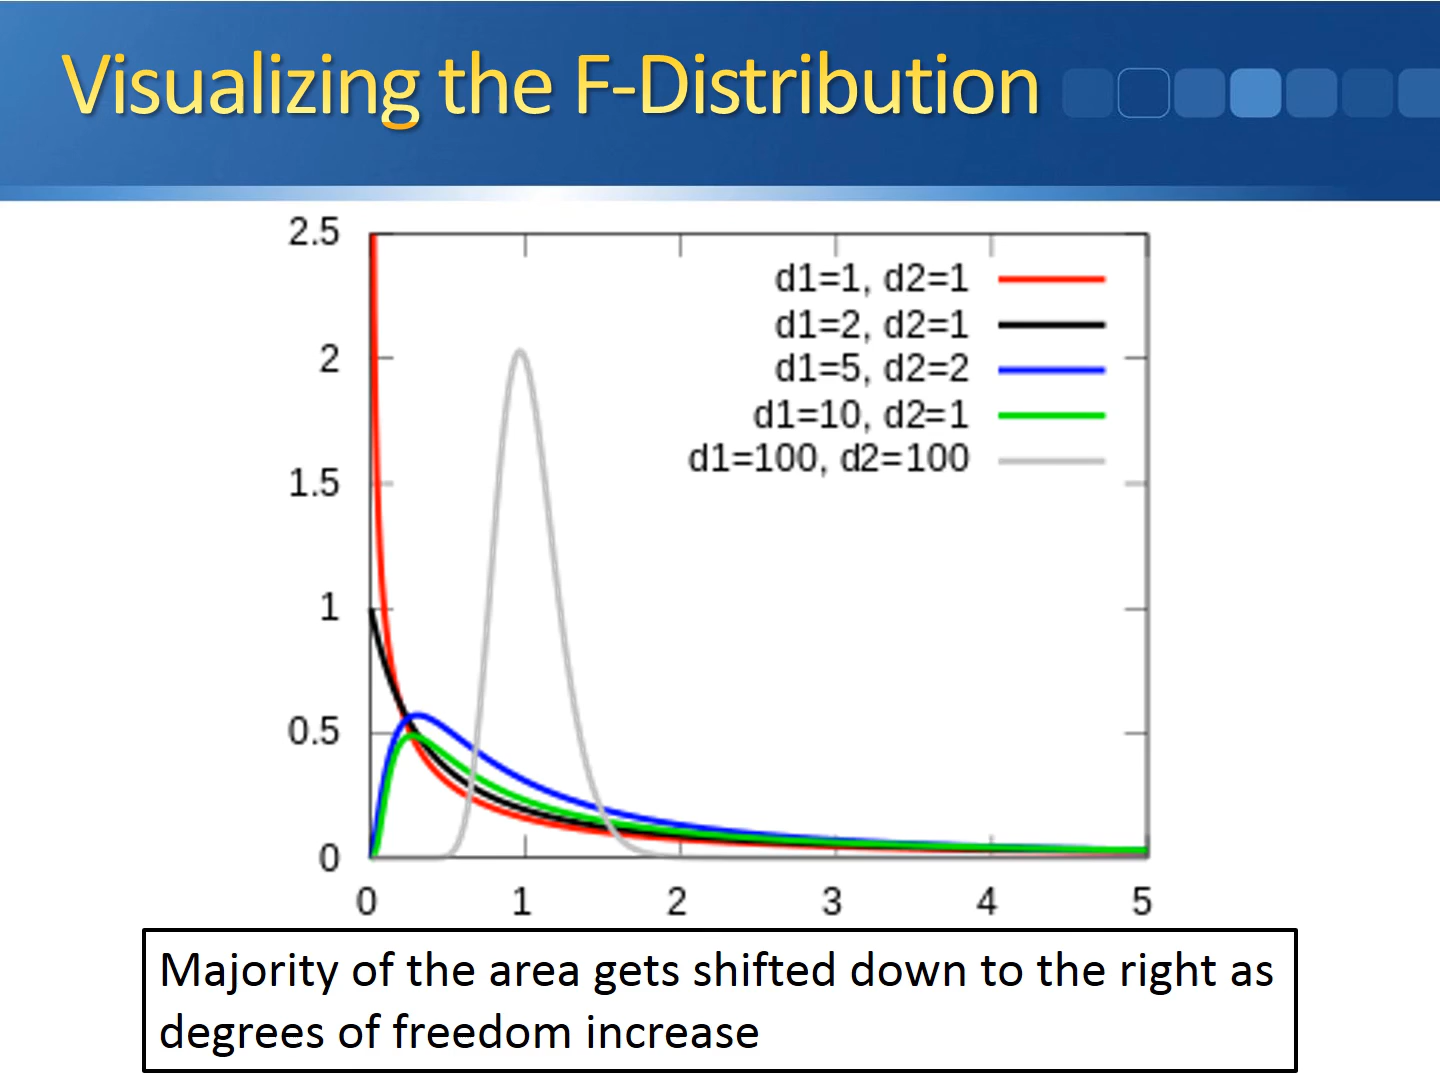 Visualizing the F-Distribution
2.5
2
1.5
1
0.5
0
d1=1, d2=1
d1=2, d2=1
d1=5, d2=2
d1=10, d2=1
d1=100, d2=100
0 1 2 3 4 5
Majority of the area gets shifted down to the right as
degrees of freedom increase